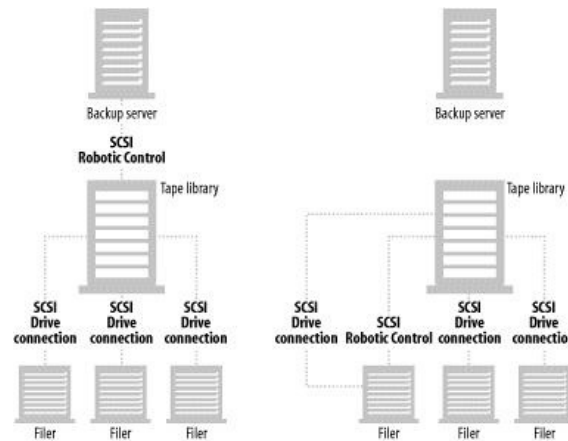 Backup server
SCSI
Robotic Control
Tape library
SCSI
Drive
connection
SCSI
Drive
connection
SCSI
Drive
connection
Filer
Filer
Filer
Backup server
Tape library
SCSI
Drive
connection
SCSI
Robotic Control
SCSI
Drive
connection
SCSI
Drive
connectio
Filer
Filer
Filer